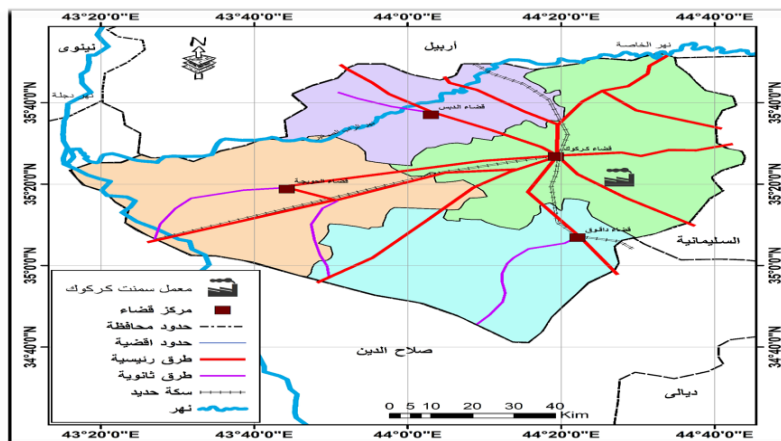 43°20'0"E 43°40'0"E 44°0'0"E 44°20'0"E 44°40'0"E
نينوى
أربيل
نهر الخاصة
N
35°40'0"N
35°40'0"N
نهر دجلة
قضاء الدبس
قضاء كركوك
35°20'0"N
35°20'0"N
قضاء الحويجة
قضاء داقوق
السليمانية
35°0'0"N
35°0'0"N
معمل سمنت كركوك
مركز قضاء
حدود محافظة
حدود اقضية
طرق رئيسية
طرق ثانوية
سكة حديد
نهر
صلاح الدين
34°40'0"N
34°40'0"N
ديالى
0 5 10 20 30 40
Kim
43°20'0"E 43°40'0"E 44°0'0"E 44°20'0"E 44°40'0"E